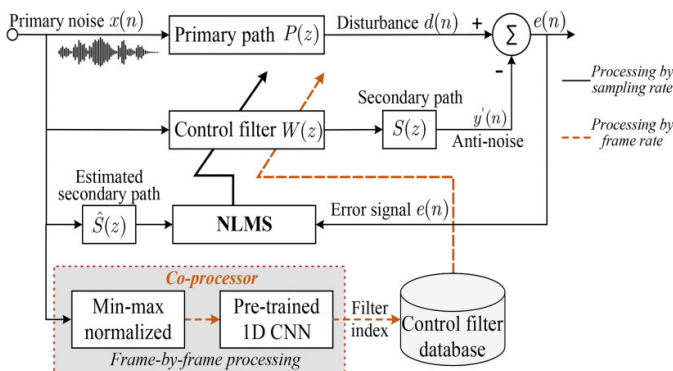 Primary noise x(n)
Primary path P(z)
Disturbance d(n)
+
Σ
e(n)
-
Processing by
sampling rate
Processing by
frame rate
Control filter W(z)
Secondary path
S(z)
y'(n)
Anti-noise
Estimated
secondary path
Ŝ(z)
NLMS
Error signal e(n)
Co-processor
Min-max
normalized
Pre-trained
1D CNN
Filter
index
Control filter
database
Frame-by-frame processing